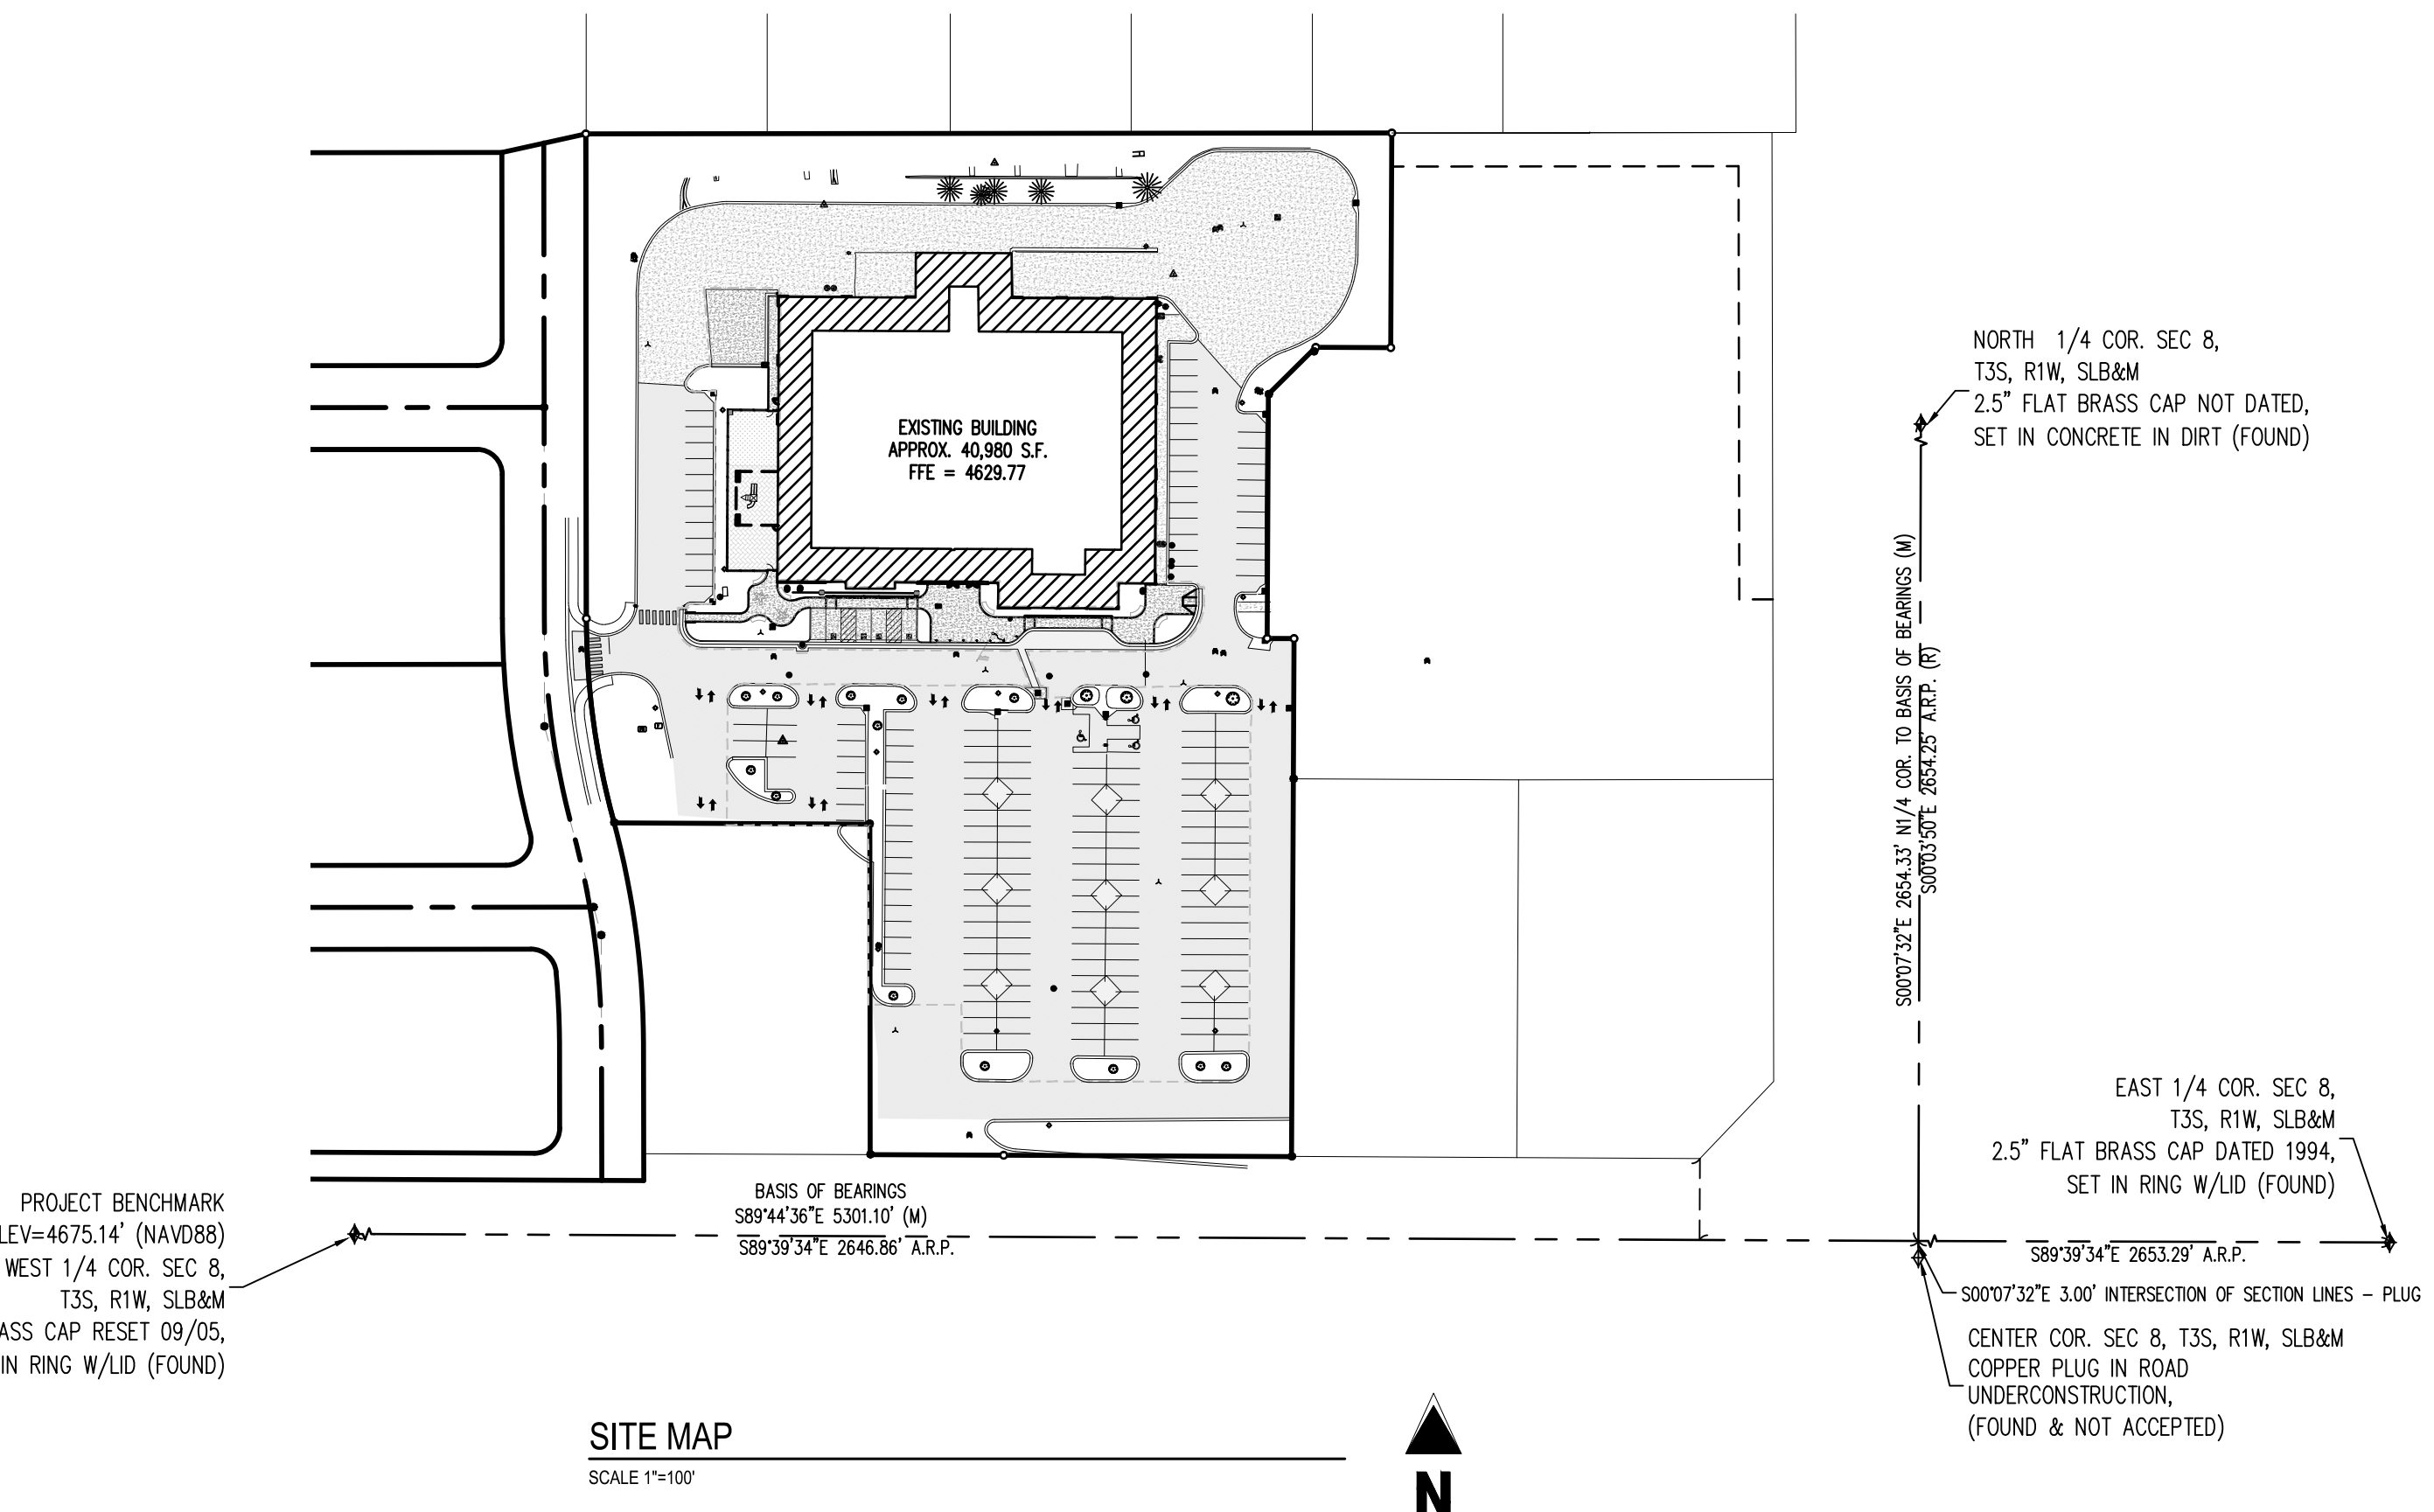 EXISTING BUILDING
APPROX. 40,980 S.F.
FFE = 4629.77
NORTH 1/4 COR. SEC 8,
T3S, R1W, SLB&M
2.5" FLAT BRASS CAP NOT DATED,
SET IN CONCRETE IN DIRT (FOUND)
S00°07'32"E 2654.33' N1/4 COR. TO BASIS OF BEARINGS (M)
S00°03'50"E 2654.25' A.R.P. (R)
EAST 1/4 COR. SEC 8,
T3S, R1W, SLB&M
2.5" FLAT BRASS CAP DATED 1994,
SET IN RING W/LID (FOUND)
PROJECT BENCHMARK
LEV=4675.14' (NAVD88)
WEST 1/4 COR. SEC 8,
T3S, R1W, SLB&M
ASS CAP RESET 09/05,
IN RING W/LID (FOUND)
BASIS OF BEARINGS
S89°44'36"E 5301.10' (M)
S89°39'34"E 2646.86' A.R.P.
S89°39'34"E 2653.29' A.R.P.
S00°07'32"E 3.00' INTERSECTION OF SECTION LINES - PLUG
CENTER COR. SEC 8, T3S, R1W, SLB&M
COPPER PLUG IN ROAD
UNDERCONSTRUCTION,
(FOUND & NOT ACCEPTED)
SITE MAP
SCALE 1"=100'
N